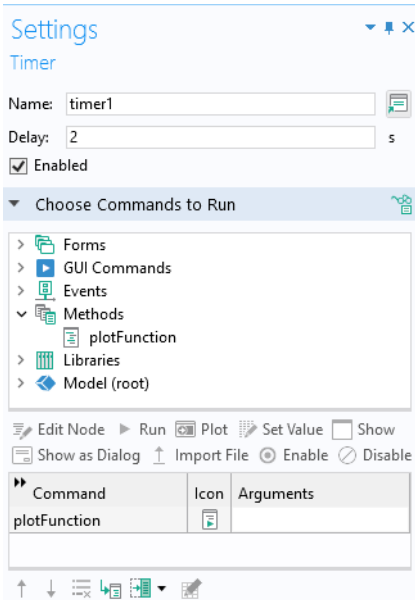 Settings
Timer
Name: timer1
Delay: 2 s
Enabled
Choose Commands to Run
Forms
GUI Commands
Events
Methods
plotFunction
Libraries
Model (root)
Edit Node Run Plot Set Value Show
Show as Dialog Import File Enable Disable
Command Icon Arguments
plotFunction